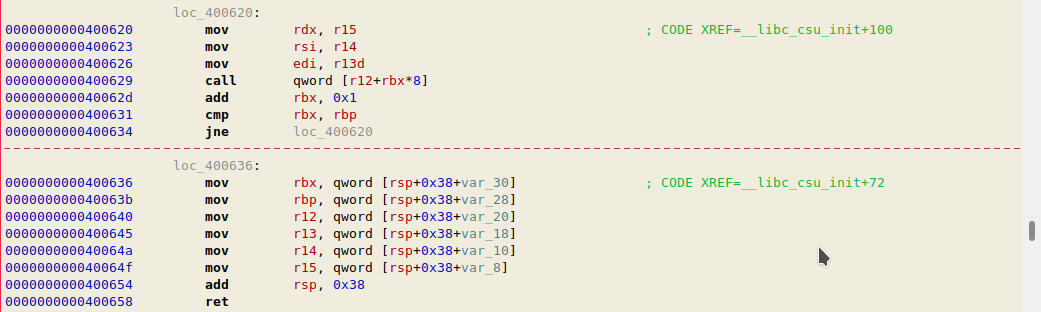 loc_400620:
0000000000400620 mov rdx, r15 ; CODE XREF=__libc_csu_init+100
0000000000400623 mov rsi, r14
0000000000400626 mov edi, r13d
0000000000400629 call qword [r12+rbx*8]
000000000040062d add rbx, 0x1
0000000000400631 cmp rbx, rbp
0000000000400634 jne loc_400620
loc_400636:
0000000000400636 mov rbx, qword [rsp+0x38+var_30] ; CODE XREF=__libc_csu_init+72
000000000040063b mov rbp, qword [rsp+0x38+var_28]
0000000000400640 mov r12, qword [rsp+0x38+var_20]
0000000000400645 mov r13, qword [rsp+0x38+var_18]
000000000040064a mov r14, qword [rsp+0x38+var_10]
000000000040064f mov r15, qword [rsp+0x38+var_8]
0000000000400654 add rsp, 0x38
0000000000400658 ret